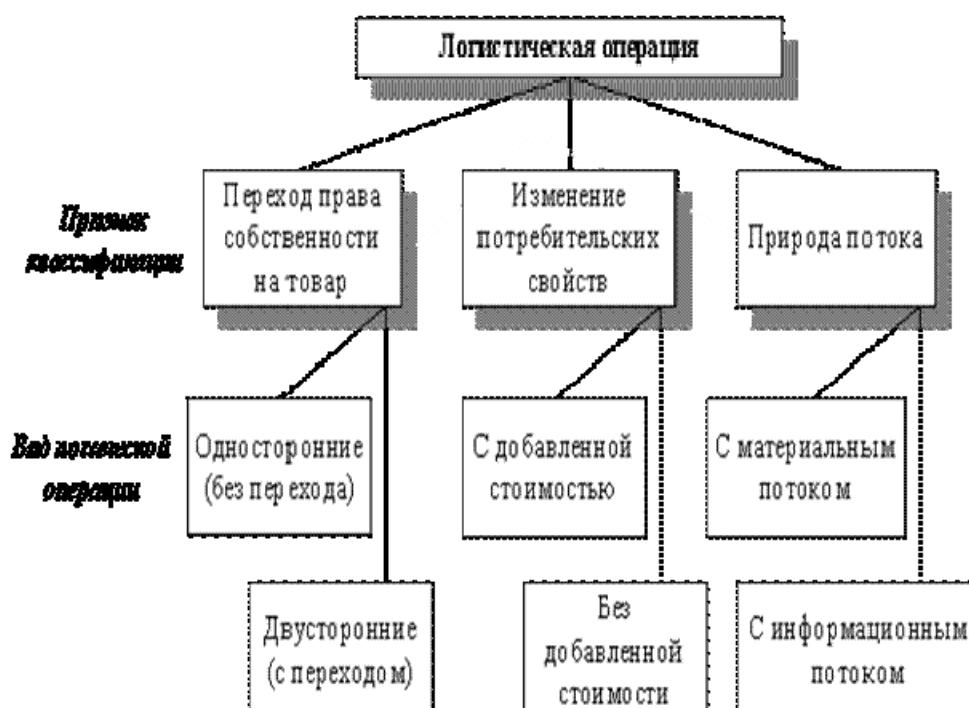 Логистическая операция
Признак
классификации
Переход права
собственности
на товар
Изменение
потребительских
свойств
Природа потока
Вид
операции
Односторонние
(без перехода)
С добавленной
стоимостью
С материальным
потоком
Двусторонние
(с переходом)
Без
добавленной
стоимости
С информационным
потоком